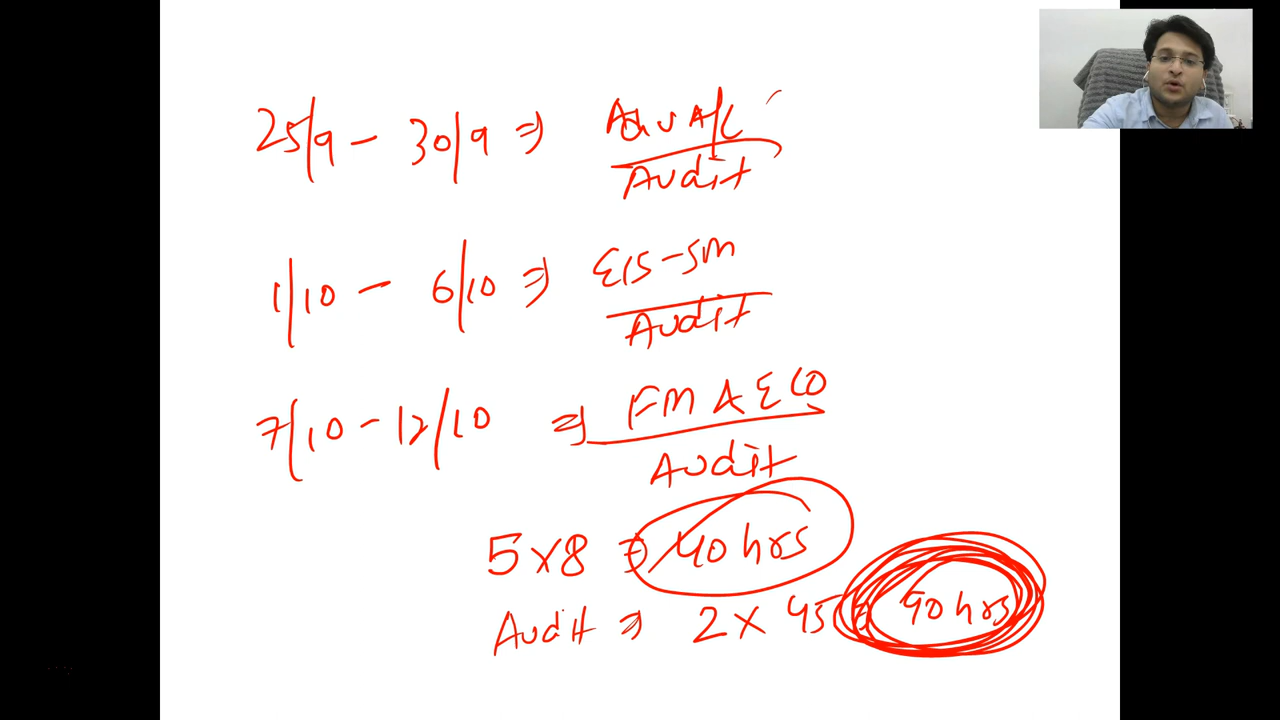 25/9 - 30/9 ⇒ Adv A/C
Audit
1/10 - 6/10 ⇒ EIS-SM
Audit
7/10 - 12/10 ⇒ FM & ECO
Audit
5x8 ⇒ 40 hrs
Audit ⇒ 2 x 45 ⇒ 90 hrs